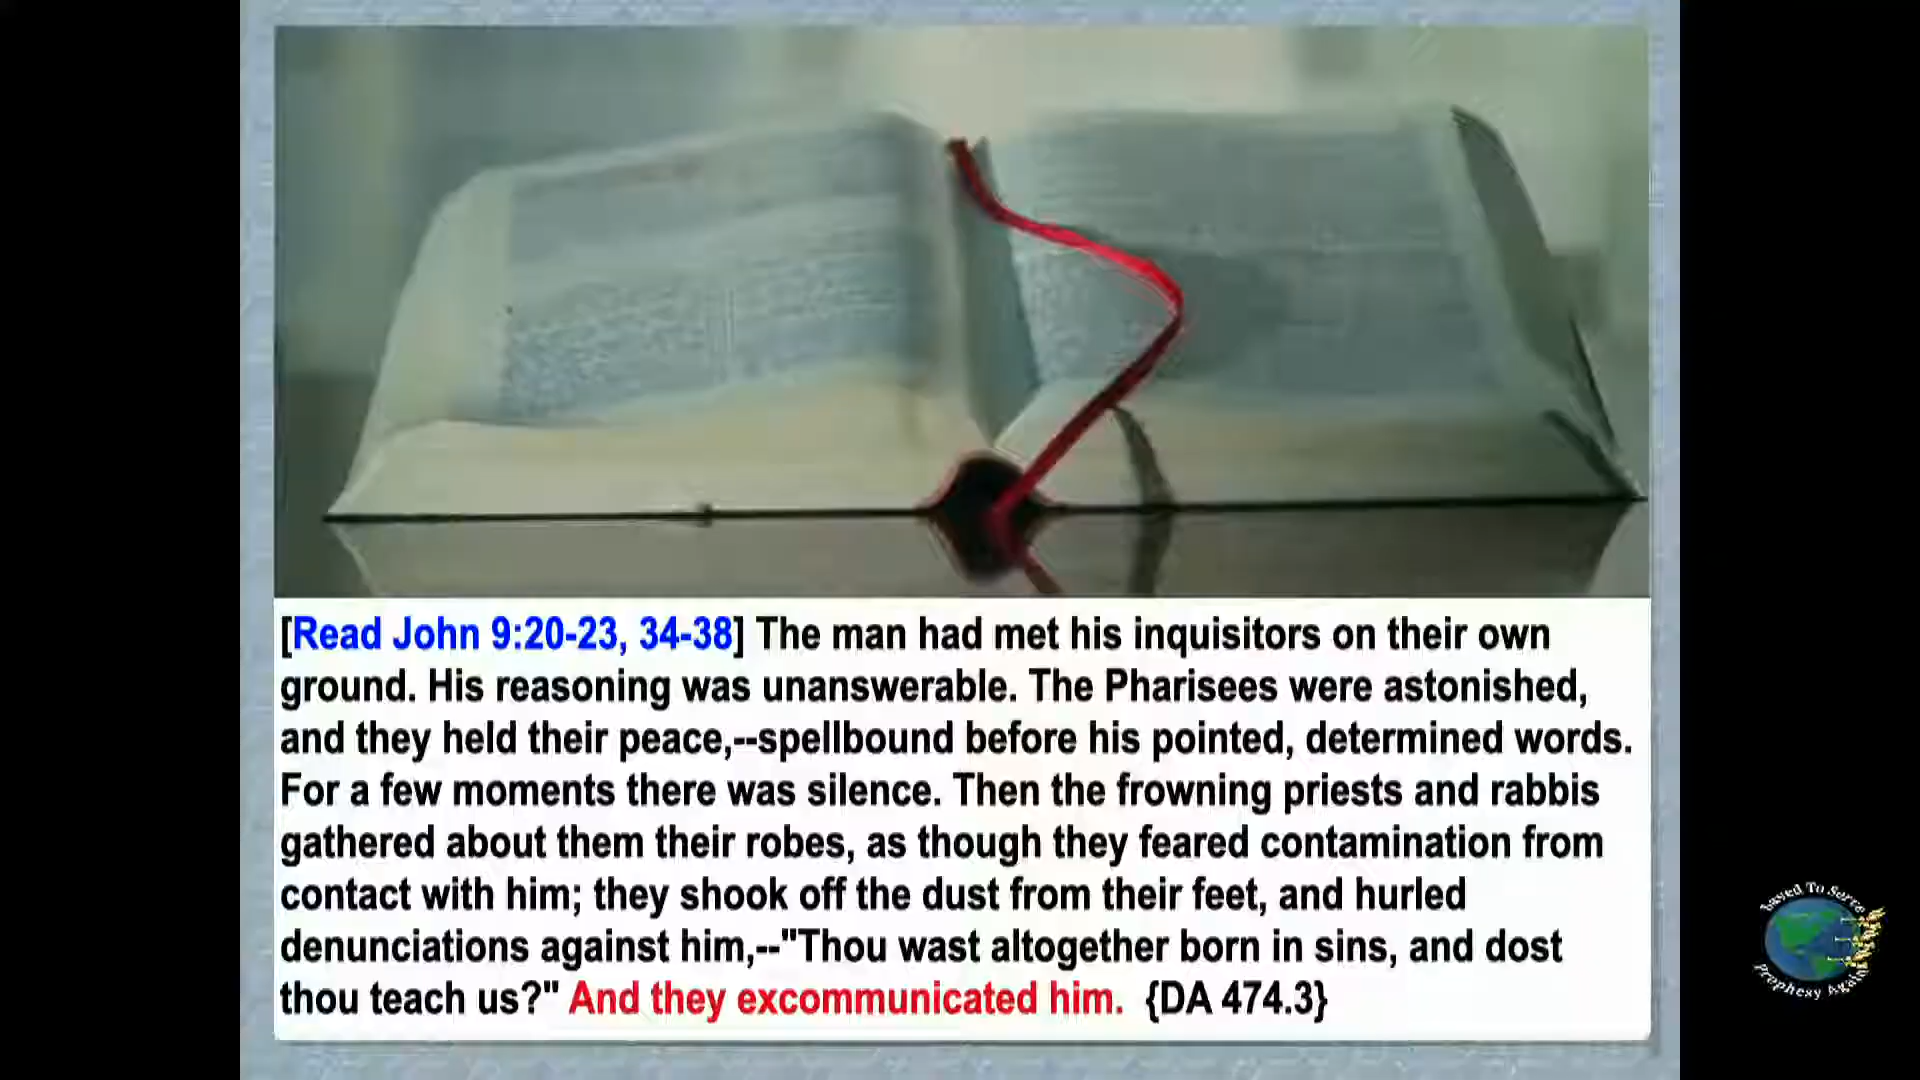 [Read John 9:20-23, 34-38] The man had met his inquisitors on their own
ground. His reasoning was unanswerable. The Pharisees were astonished,
and they held their peace,--spellbound before his pointed, determined words.
For a few moments there was silence. Then the frowning priests and rabbis
gathered about them their robes, as though they feared contamination from
contact with him; they shook off the dust from their feet, and hurled
denunciations against him,--"Thou wast altogether born in sins, and dost
thou teach us?" And they excommunicated him. {DA 474.3}
To Serve
Prophexy Again